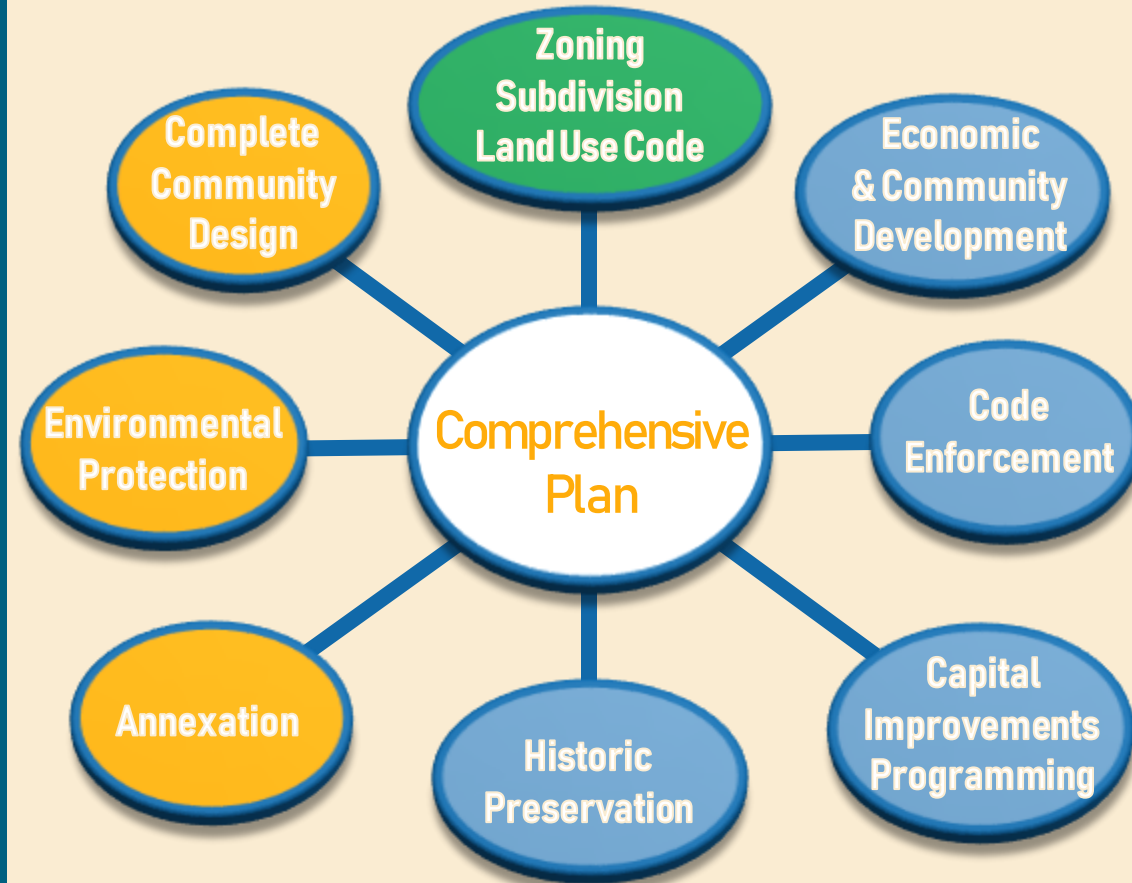 Zoning
Subdivision
Land Use Code
Complete
Community
Design
Economic
& Community
Development
Environmental
Protection
Comprehensive
Plan
Code
Enforcement
Annexation
Historic
Preservation
Capital
Improvements
Programming